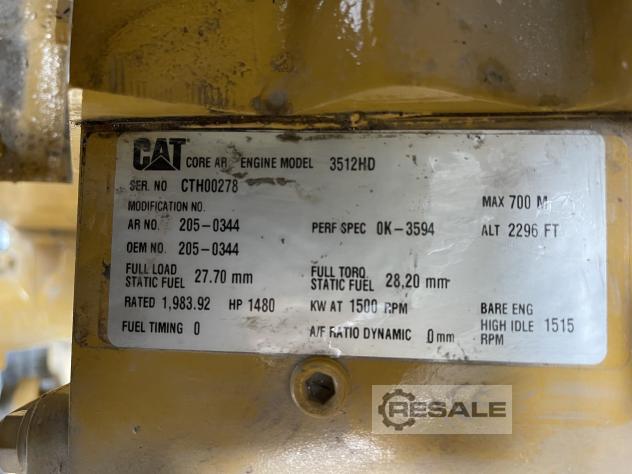 CAT CORE AR ENGINE MODEL 3512HD
SER. NO CTH00278
MODIFICATION NO. MAX 700 M
AR NO. 205-0344 PERF SPEC 0K-3594 ALT 2296 FT
OEM NO. 205-0344
FULL LOAD STATIC FUEL 27.70 mm FULL TORQ STATIC FUEL 28.20 mm
RATED 1,983.92 HP 1480 KW AT 1500 RPM BARE ENG HIGH IDLE 1515 RPM
FUEL TIMING 0 A/F RATIO DYNAMIC 0mm
RESALE